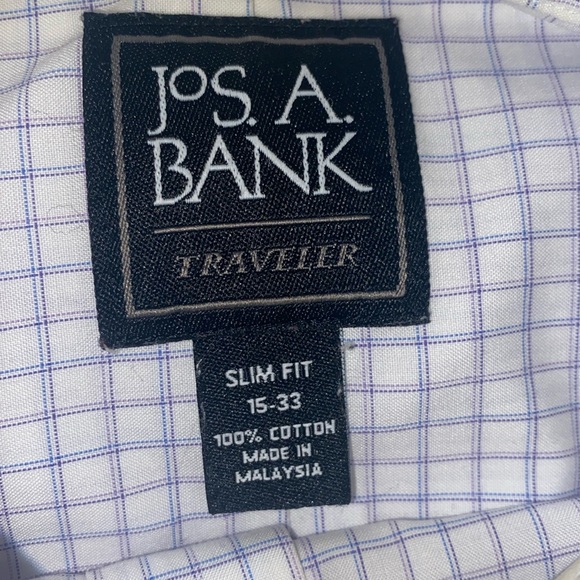 JOS. A.
BANK
TRAVELER
SLIM FIT
15-33
100% COTTON
MADE IN
MALAYSIA